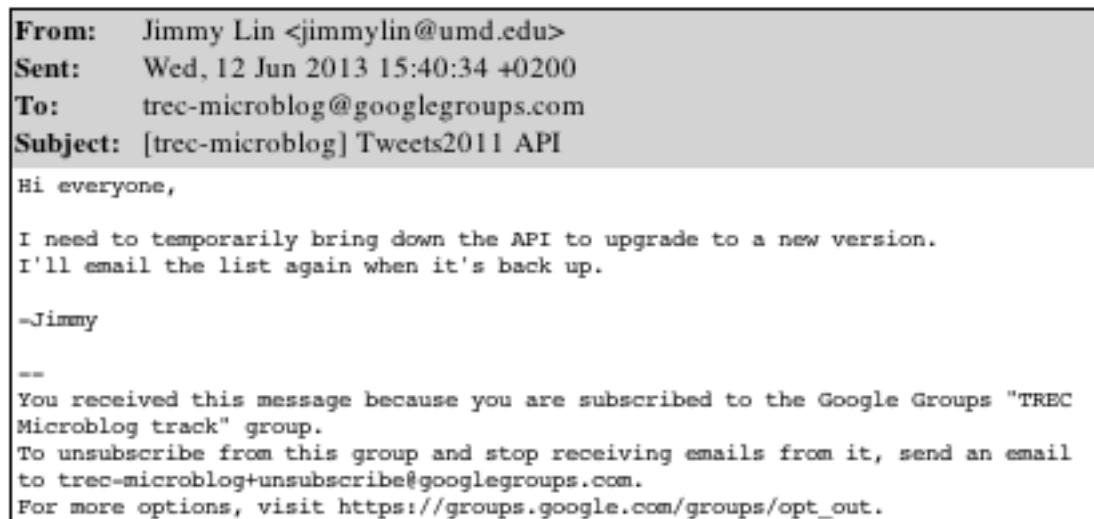 From: Jimmy Lin <jimmylin@umd.edu>
Sent: Wed, 12 Jun 2013 15:40:34 +0200
To: trec-microblog@googlegroups.com
Subject: [trec-microblog] Tweets2011 API
Hi everyone,
I need to temporarily bring down the API to upgrade to a new version.
I'll email the list again when it's back up.
-Jimmy
--
You received this message because you are subscribed to the Google Groups "TREC
Microblog track" group.
To unsubscribe from this group and stop receiving emails from it, send an email
to trec-microblog+unsubscribe@googlegroups.com.
For more options, visit https://groups.google.com/groups/opt_out.